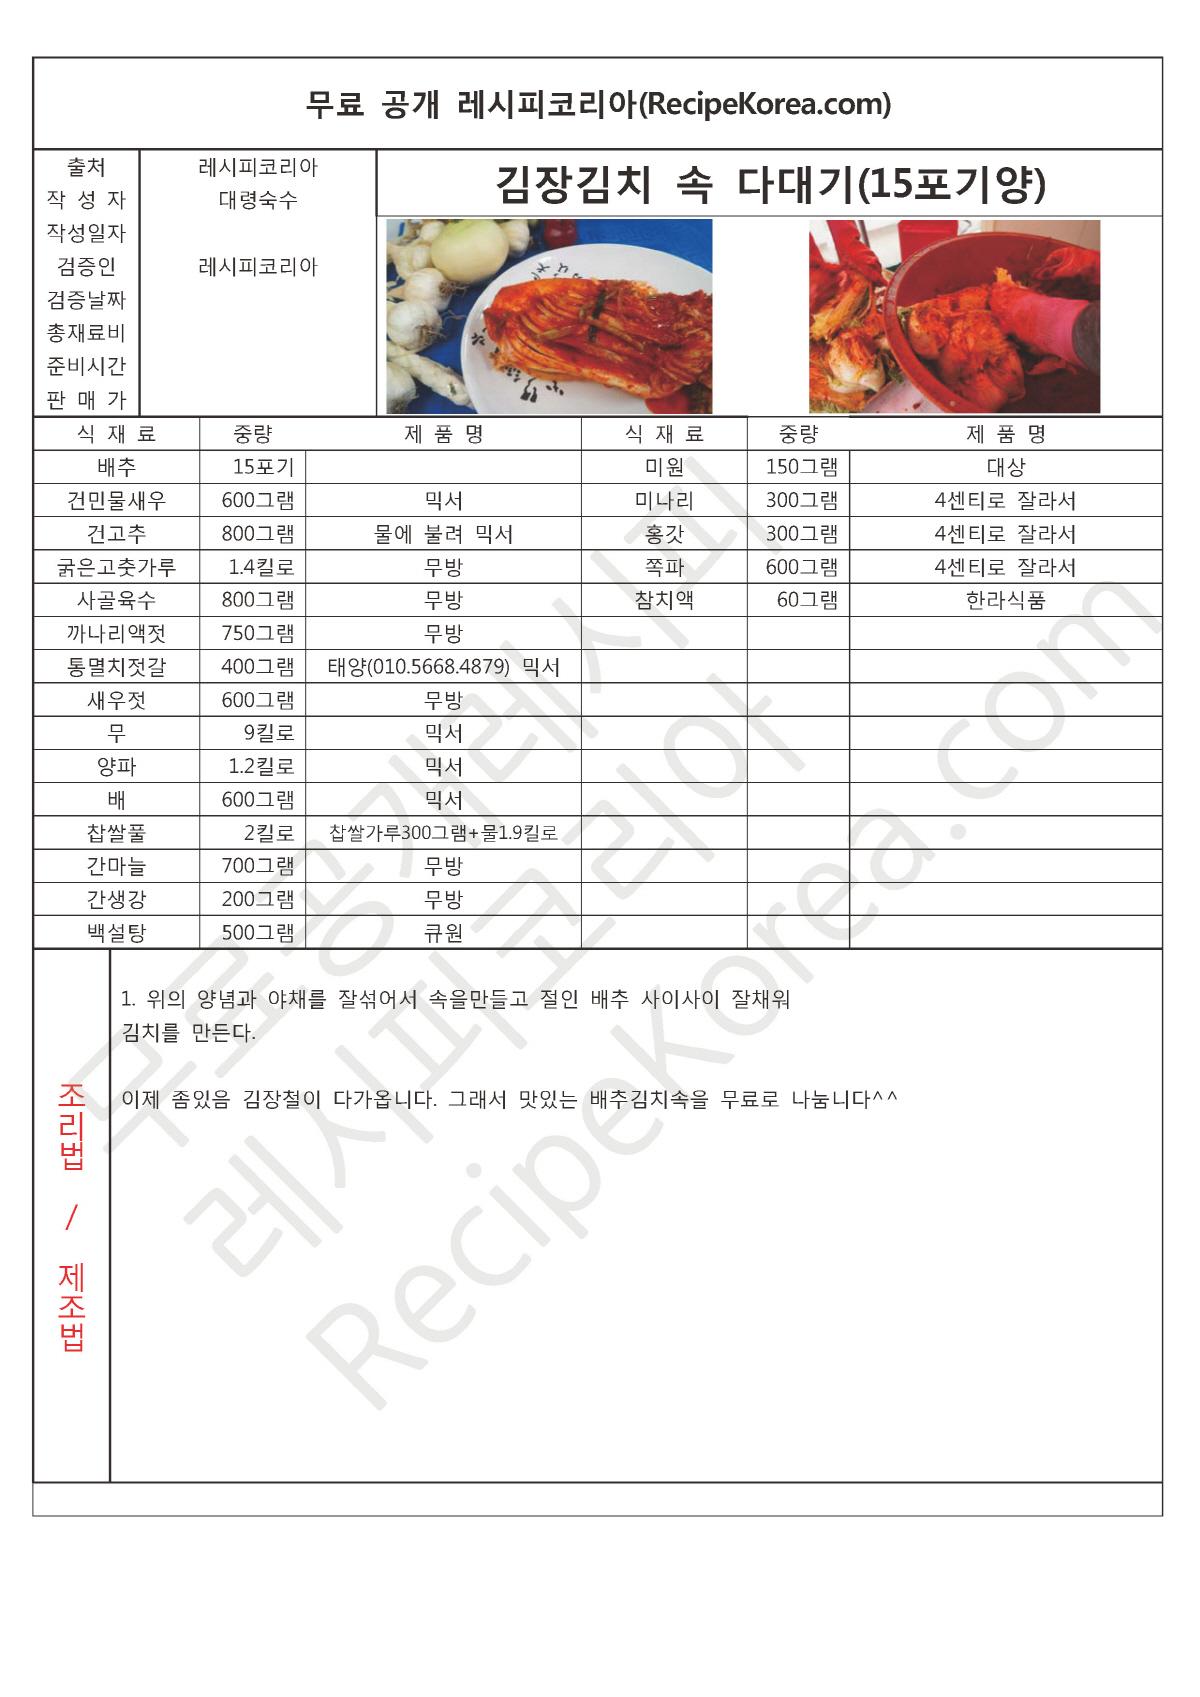 무료 공개 레시피코리아(RecipeKorea.com)
출처 레시피코리아
작 성 자 대령숙수
작성일자
검증인 레시피코리아
검증날짜
총재료비
준비시간
판 매 가
김장김치 속 다대기(15포기양)
식 재 료 중량 제 품 명 식 재 료 중량 제 품 명
배추 15포기 미원 150그램 대상
건민물새우 600그램 믹서 미나리 300그램 4센티로 잘라서
건고추 800그램 물에 불려 믹서 홍갓 300그램 4센티로 잘라서
굵은고춧가루 1.4킬로 무방 쪽파 600그램 4센티로 잘라서
사골육수 800그램 무방 참치액 60그램 한라식품
까나리액젓 750그램 무방
통멸치젓갈 400그램 태양(010.5668.4879) 믹서
새우젓 600그램 무방
무 9킬로 믹서
양파 1.2킬로 믹서
배 600그램 믹서
찹쌀풀 2킬로 찹쌀가루300그램+물1.9킬로
간마늘 700그램 무방
간생강 200그램 무방
백설탕 500그램 큐원
조리법 / 제조법
1. 위의 양념과 야채를 잘섞어서 속을만들고 절인 배추 사이사이 잘채워
김치를 만든다.
이제 좀있음 김장철이 다가옵니다. 그래서 맛있는 배추김치속을 무료로 나눔니다^^
무료공개레시피
레시피코리아
RecipeKorea.com